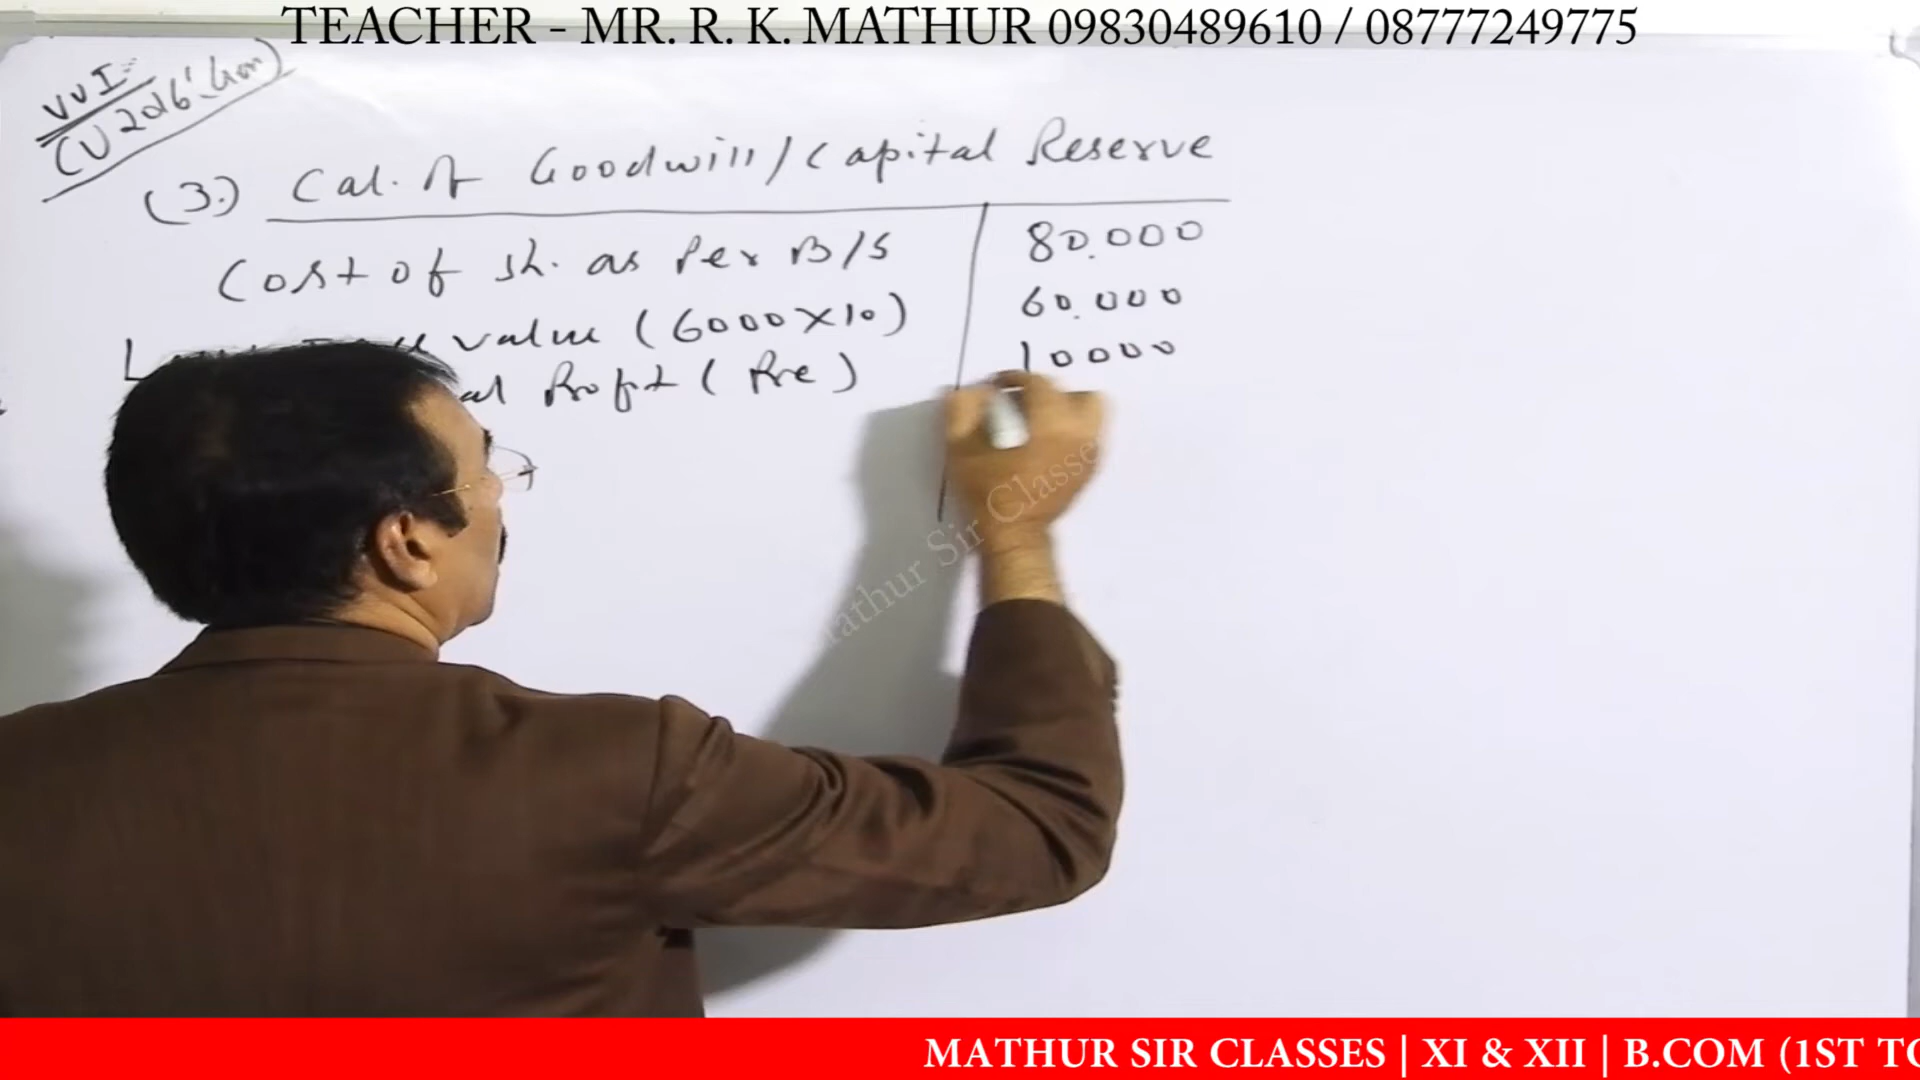 TEACHER - MR. R. K. MATHUR 09830489610 / 08777249775
VVI
CU 2016
(3.) Cal. of Goodwill/Capital Reserve
Cost of sh. as Per B/S 80.000
value (6000×10) 60.000
Profit (Pre) 10000
Mathur Sir Classes
MATHUR SIR CLASSES | XI & XII | B.COM (1ST TO